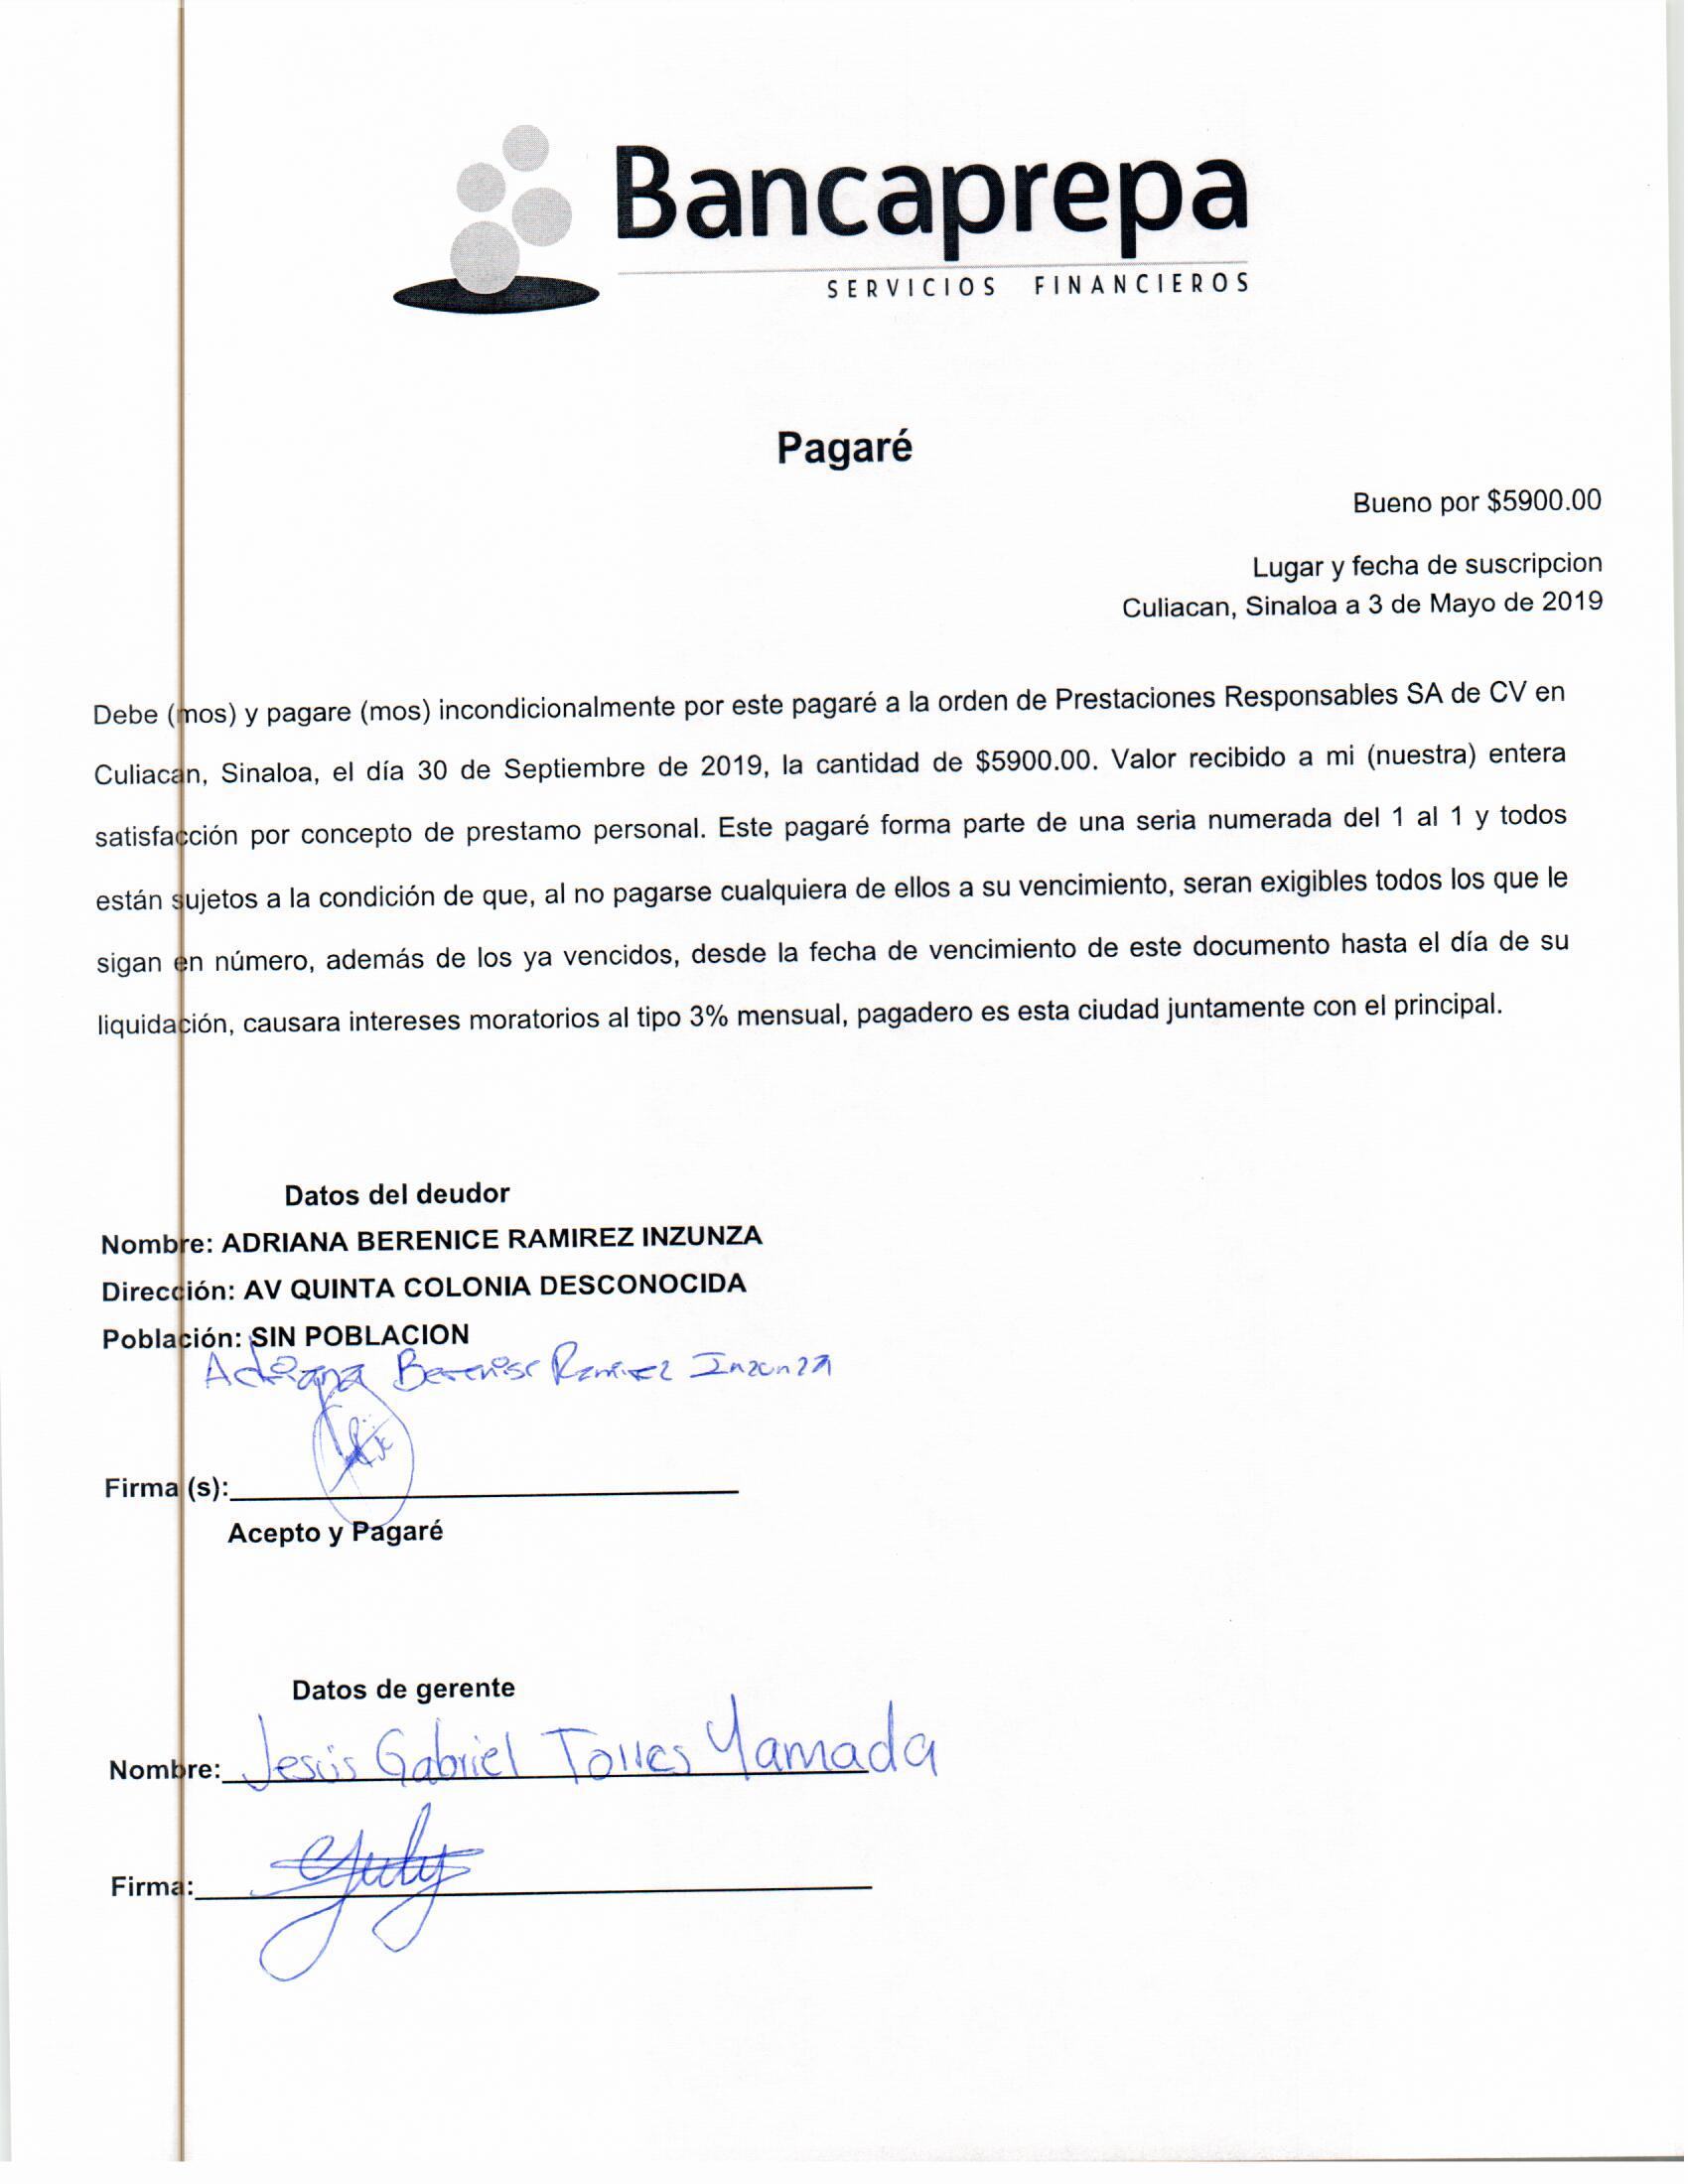 Bancaprepa
SERVICIOS FINANCIEROS
Pagaré
Bueno por $5900.00
Lugar y fecha de suscripcion
Culiacan, Sinaloa a 3 de Mayo de 2019
Debe (mos) y pagare (mos) incondicionalmente por este pagaré a la orden de Prestaciones Responsables SA de CV en
Culiacan, Sinaloa, el día 30 de Septiembre de 2019, la cantidad de $5900.00. Valor recibido a mi (nuestra) entera
satisfacción por concepto de prestamo personal. Este pagaré forma parte de una seria numerada del 1 al 1 y todos
están sujetos a la condición de que, al no pagarse cualquiera de ellos a su vencimiento, seran exigibles todos los que le
sigan en número, además de los ya vencidos, desde la fecha de vencimiento de este documento hasta el día de su
liquidación, causara intereses moratorios al tipo 3% mensual, pagadero es esta ciudad juntamente con el principal.
Datos del deudor
Nombre: ADRIANA BERENICE RAMIREZ INZUNZA
Dirección: AV QUINTA COLONIA DESCONOCIDA
Población: SIN POBLACION
Adriana Berenise Ramirez Inzunza
Firma (s):
Acepto y Pagaré
Datos de gerente
Nombre: Jesús Gabriel Torres Yamada
Firma: